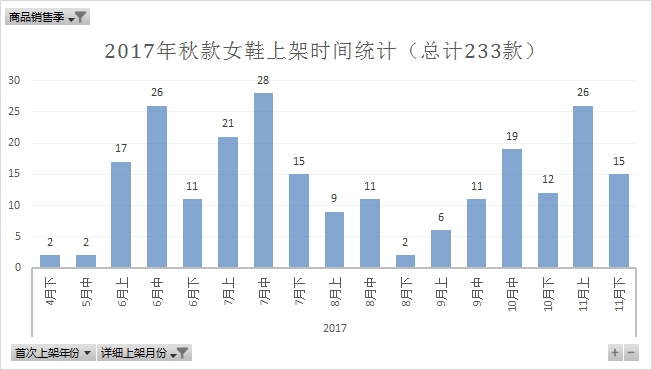 商品销售季
2017年秋款女鞋上架时间统计（总计233款）
30
25
20
15
10
5
0
2
2
17
26
11
21
28
15
9
11
2
6
11
19
12
26
15
4月下
5月中
6月上
6月中
6月下
7月上
7月中
7月下
8月上
8月中
8月下
9月上
9月中
10月中
10月下
11月上
11月下
2017
首次上架年份 详细上架月份